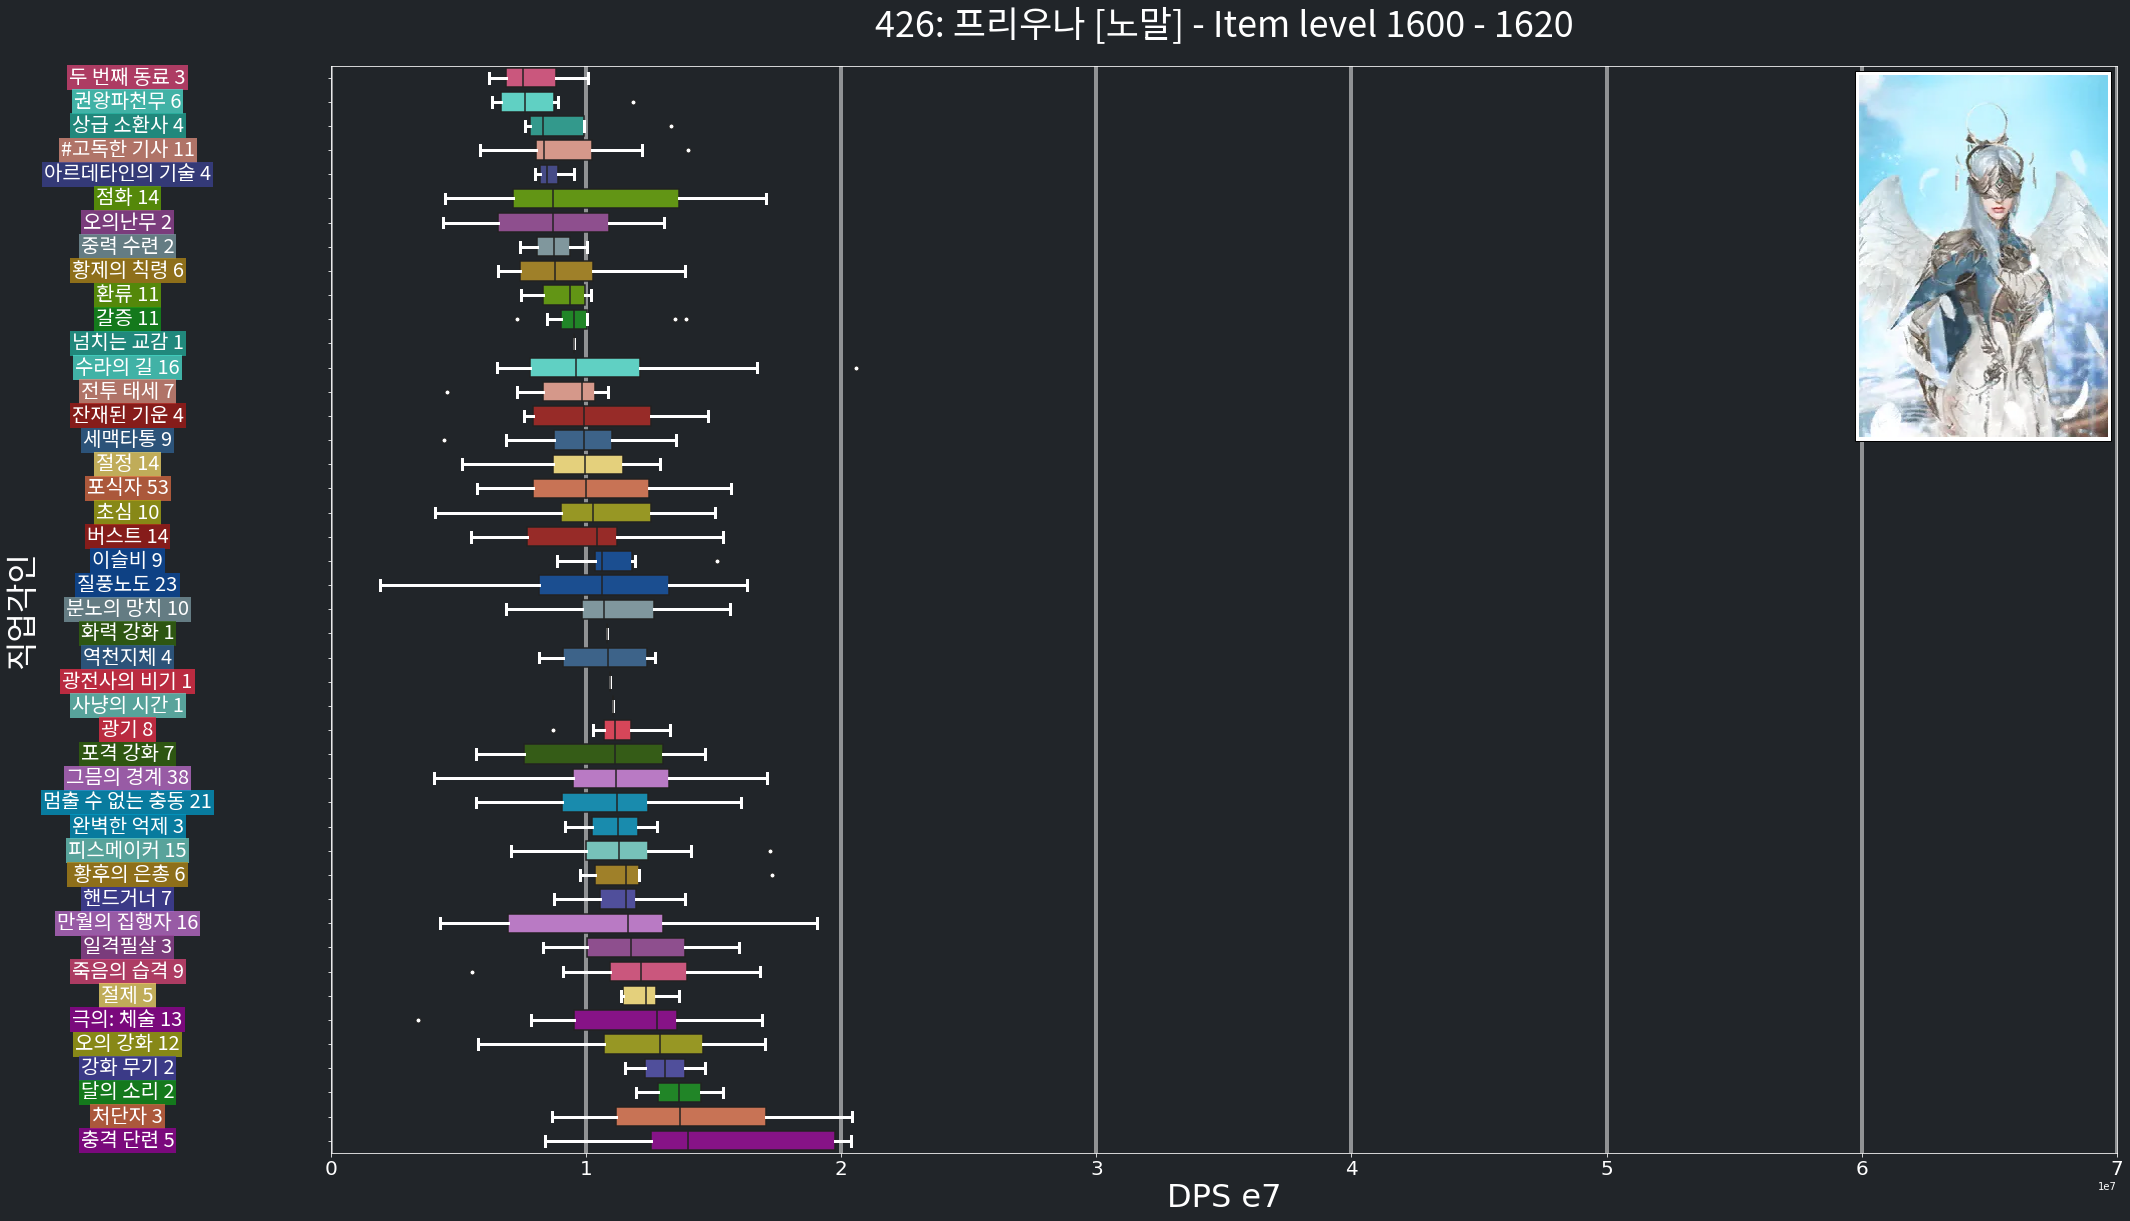 426: 프리우나 [노말] - Item level 1600 - 1620
직업각인
두 번째 동료 3
권왕파천무 6
상급 소환사 4
#고독한 기사 11
아르데타인의 기술 4
점화 14
오의난무 2
중력 수련 2
황제의 칙령 6
환류 11
갈증 11
넘치는 교감 1
수라의 길 16
전투 태세 7
잔재된 기운 4
세맥타통 9
절정 14
포식자 53
초심 10
버스트 14
이슬비 9
질풍노도 23
분노의 망치 10
화력 강화 1
역천지체 4
광전사의 비기 1
사냥의 시간 1
광기 8
포격 강화 7
그믐의 경계 38
멈출 수 없는 충동 21
완벽한 억제 3
피스메이커 15
황후의 은총 6
핸드거너 7
만월의 집행자 16
일격필살 3
죽음의 습격 9
절제 5
극의: 체술 13
오의 강화 12
강화 무기 2
달의 소리 2
처단자 3
충격 단련 5
0 1 2 3 4 5 6 7
1e7
DPS e7